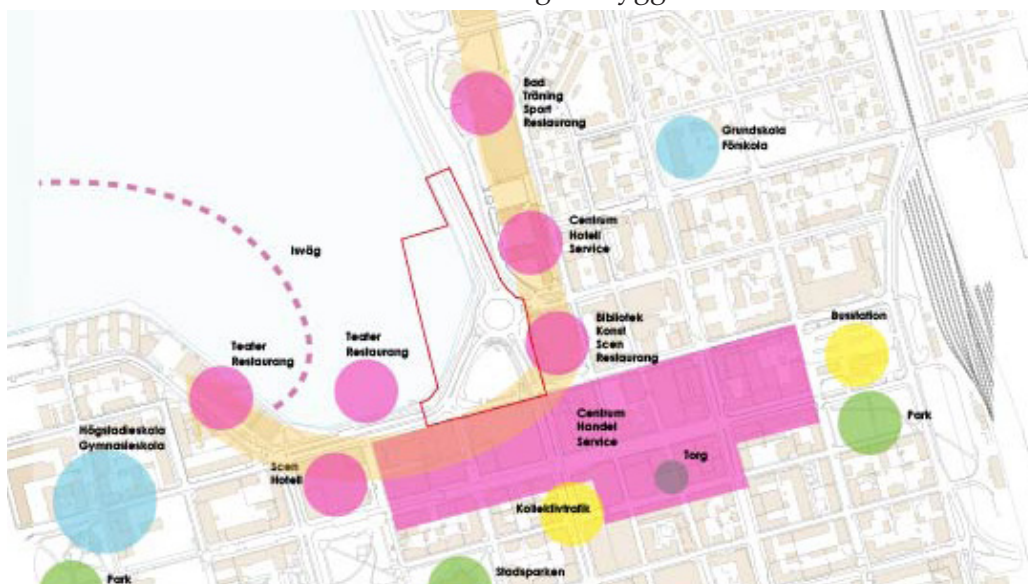 Bad
Träning
Sport
Restaurang
Grundskola
Förskola
Centrum
Hotell
Service
Isväg
Bibliotek
Konst
Scen
Restaurang
Busstation
Teater
Restaurang
Teater
Restaurang
Högstadieskola
Gymnasieskola
Centrum
Handel
Service
Park
Torg
Scen
Hotell
Kollektivtrafik
Park
Stadsparken